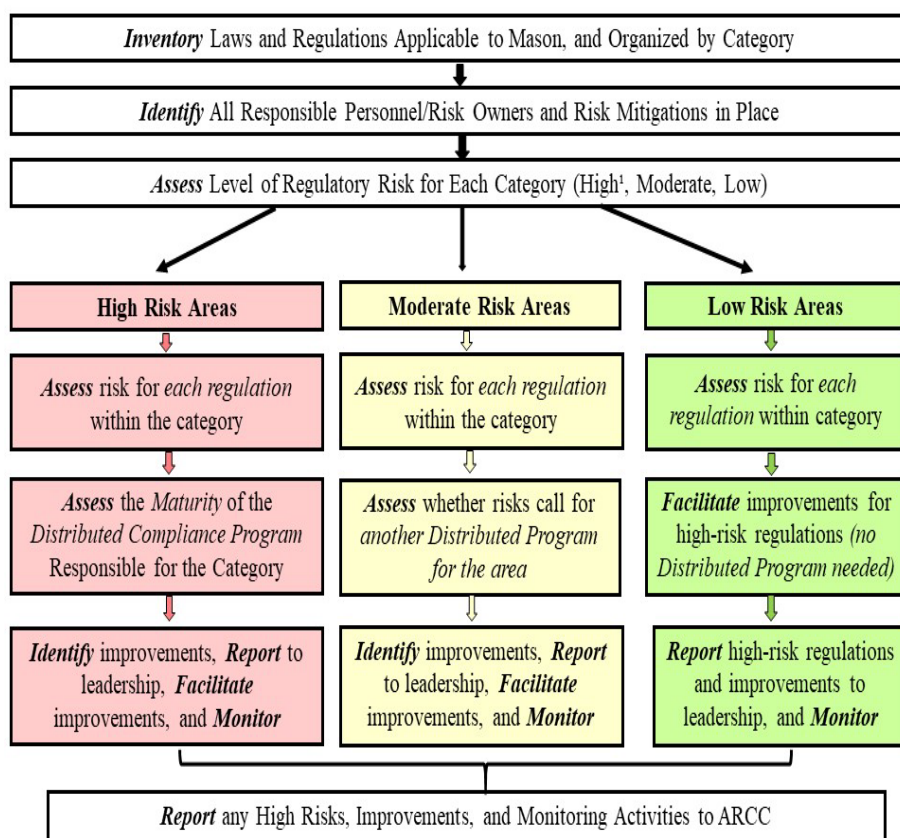 Inventory Laws and Regulations Applicable to Mason, and Organized by Category
Identify All Responsible Personnel/Risk Owners and Risk Mitigations in Place
Assess Level of Regulatory Risk for Each Category (High¹, Moderate, Low)
High Risk Areas
Assess risk for each regulation
within the category
Assess the Maturity of the
Distributed Compliance Program
Responsible for the Category
Identify improvements, Report to
leadership, Facilitate
improvements, and Monitor
Moderate Risk Areas
Assess risk for each regulation
within the category
Assess whether risks call for
another Distributed Program
for the area
Identify improvements, Report
to leadership, Facilitate
improvements, and Monitor
Low Risk Areas
Assess risk for each
regulation within category
Facilitate improvements for
high-risk regulations (no
Distributed Program needed)
Report high-risk regulations
and improvements to
leadership, and Monitor
Report any High Risks, Improvements, and Monitoring Activities to ARCC